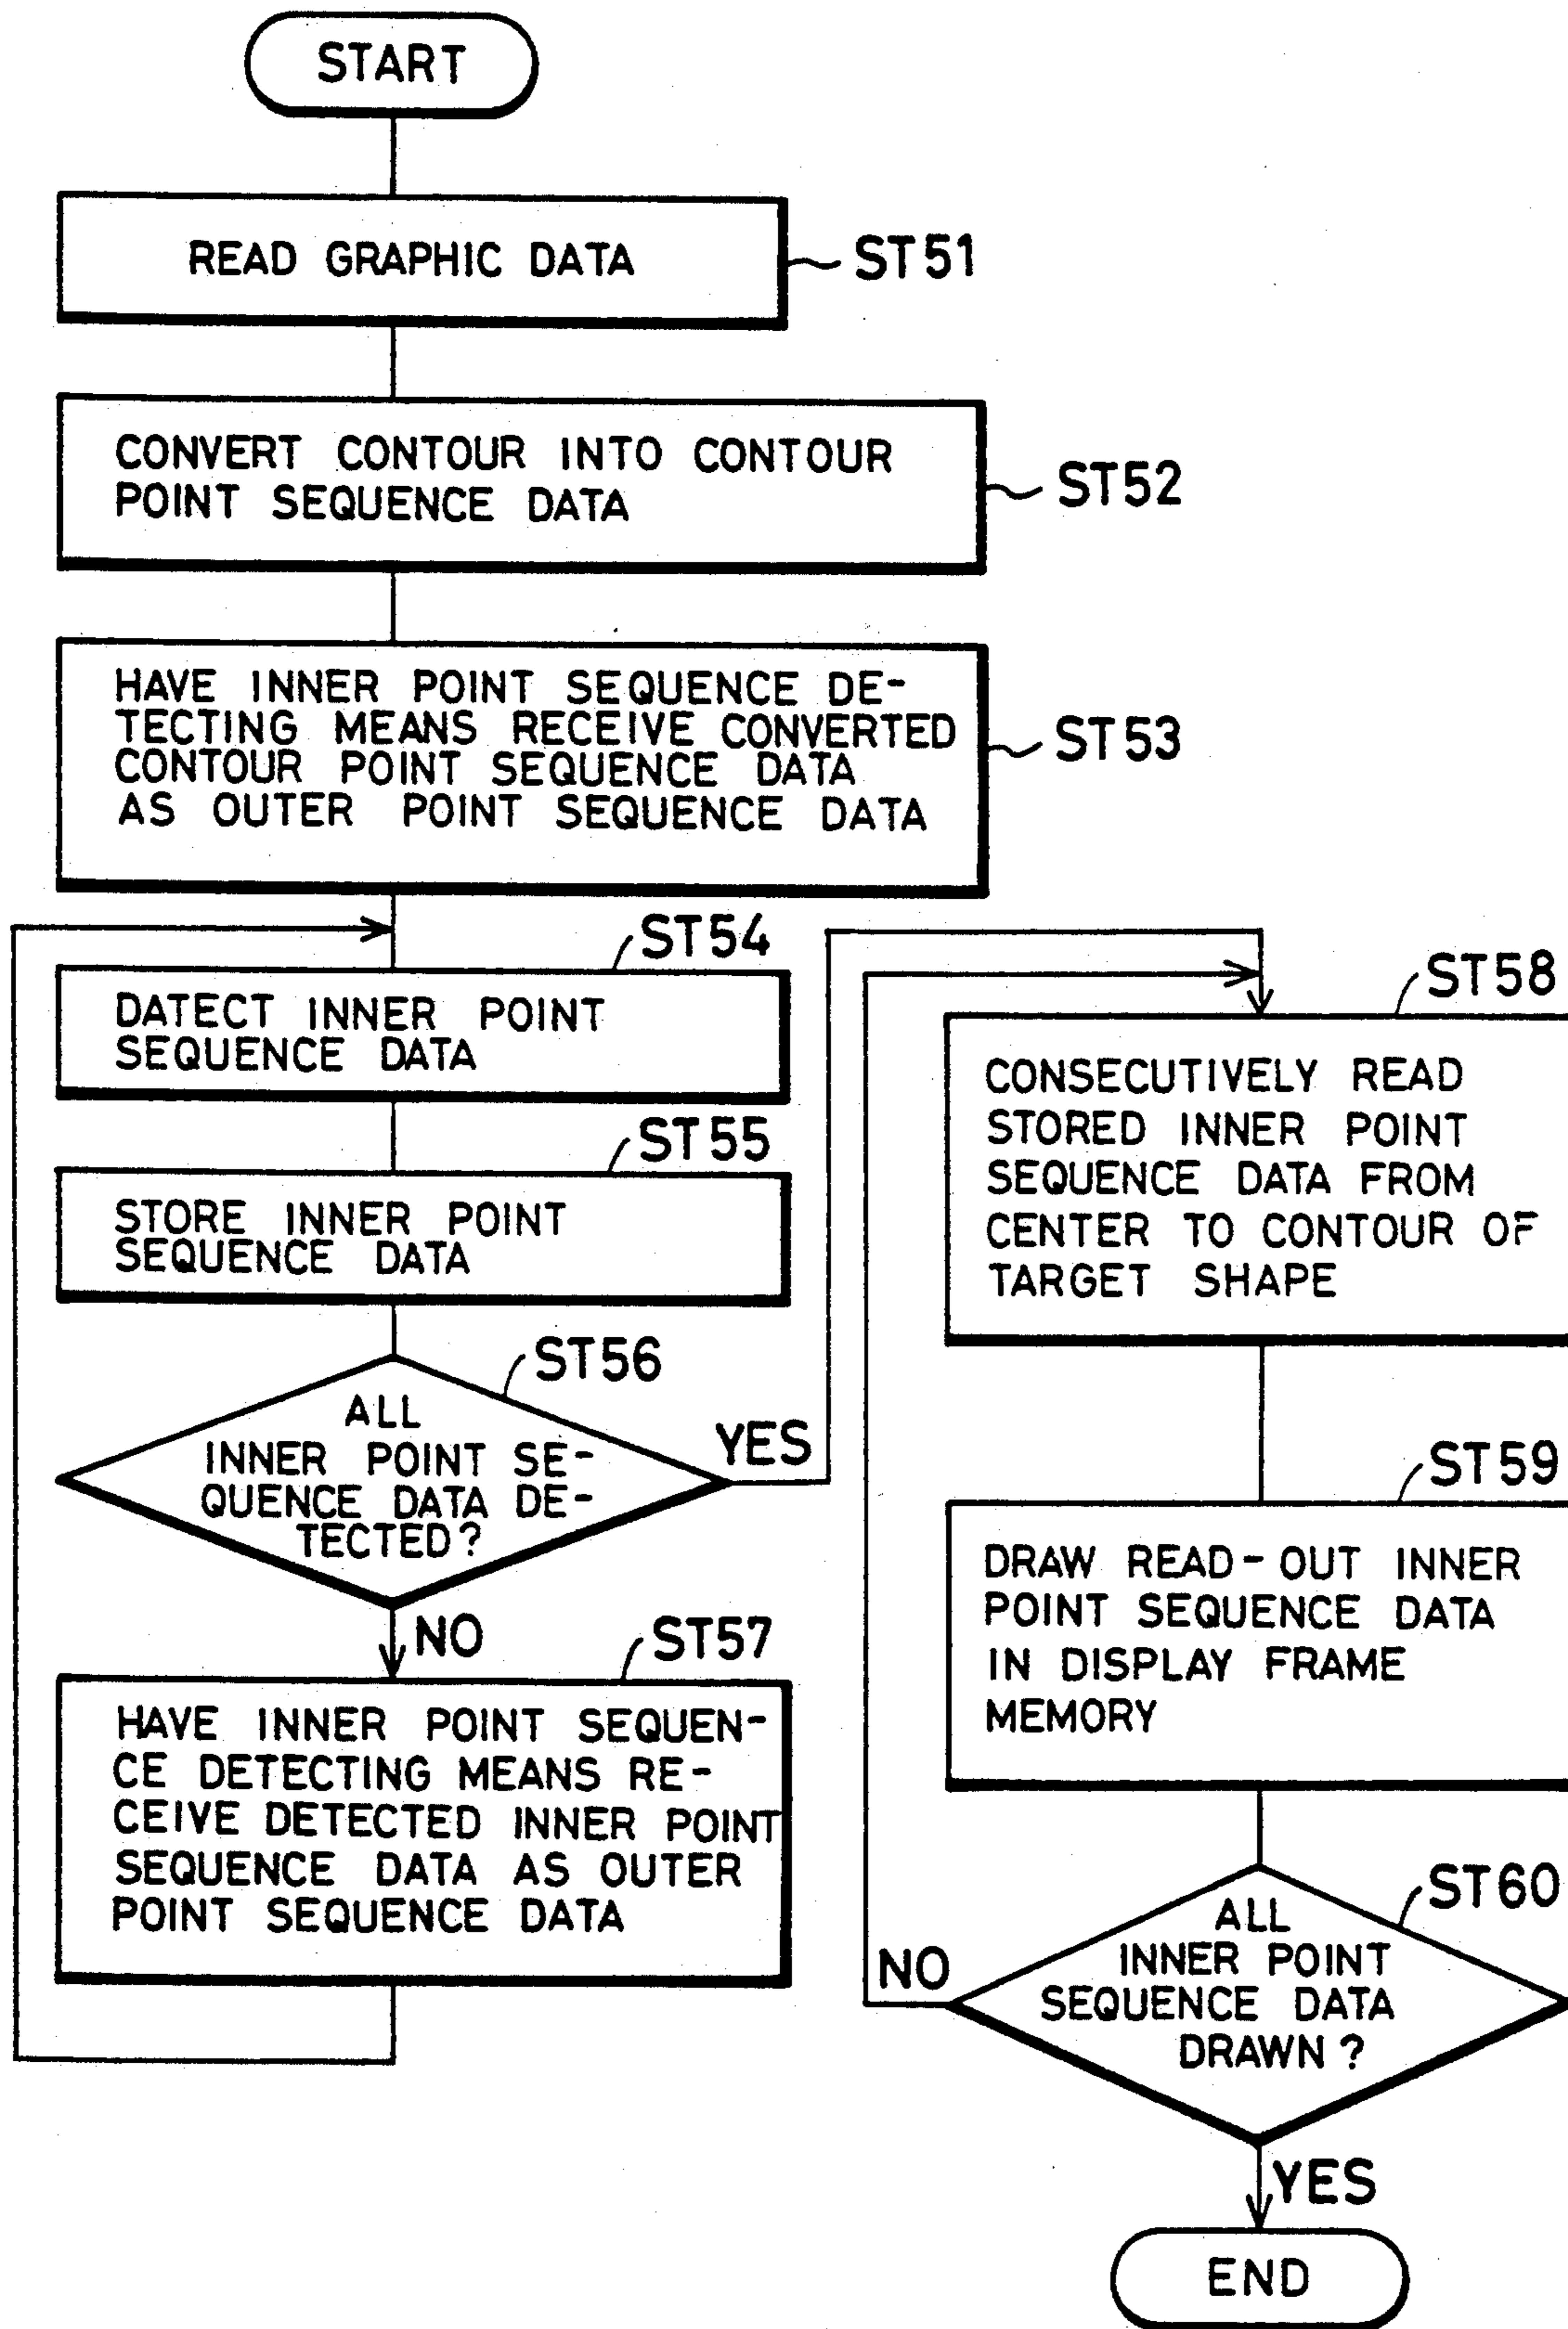 START
READ GRAPHIC DATA
ST51
CONVERT CONTOUR INTO CONTOUR
POINT SEQUENCE DATA
ST52
HAVE INNER POINT SEQUENCE DE-
TECTING MEANS RECEIVE CONVERTED
CONTOUR POINT SEQUENCE DATA
AS OUTER POINT SEQUENCE DATA
ST53
ST54
DATECT INNER POINT
SEQUENCE DATA
ST55
STORE INNER POINT
SEQUENCE DATA
ST56
ALL
INNER POINT SE-
QUENCE DATA DE-
TECTED?
YES
NO
ST57
HAVE INNER POINT SEQUEN-
CE DETECTING MEANS RE-
CEIVE DETECTED INNER POINT
SEQUENCE DATA AS OUTER
POINT SEQUENCE DATA
ST58
CONSECUTIVELY READ
STORED INNER POINT
SEQUENCE DATA FROM
CENTER TO CONTOUR OF
TARGET SHAPE
ST59
DRAW READ-OUT INNER
POINT SEQUENCE DATA
IN DISPLAY FRAME
MEMORY
ST60
ALL
INNER POINT
SEQUENCE DATA
DRAWN?
NO
YES
END